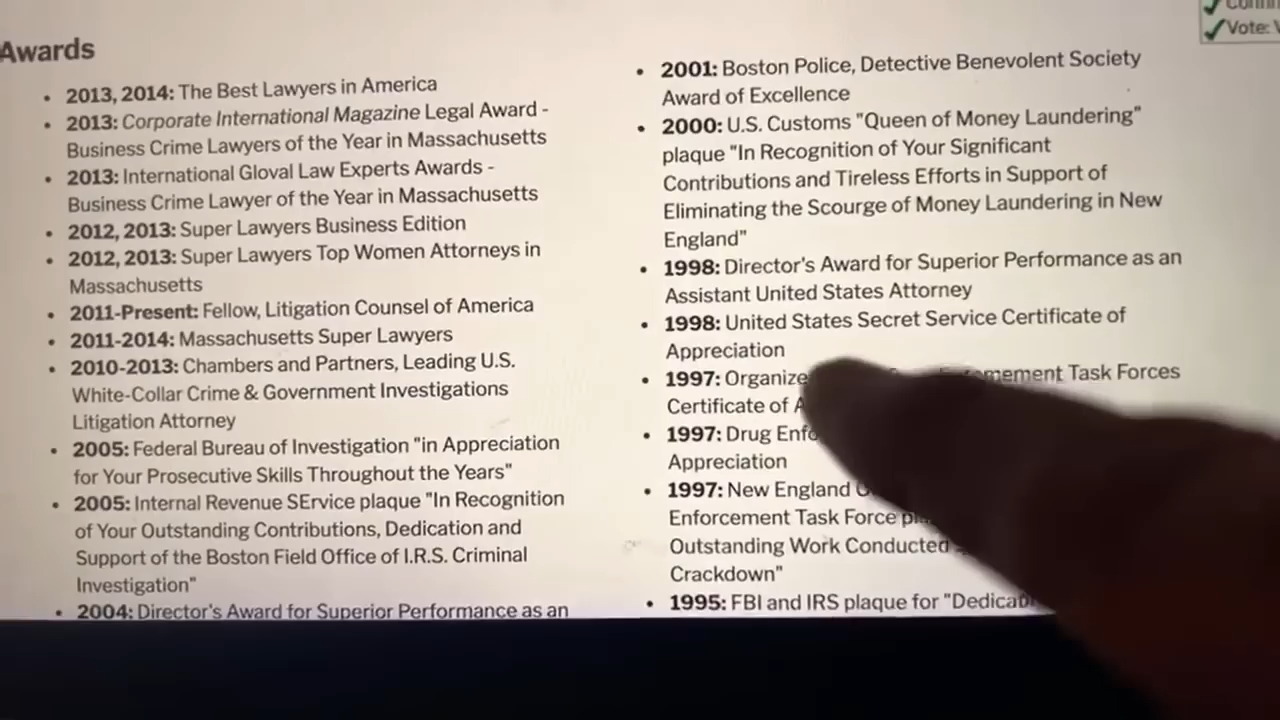 Awards
2013, 2014: The Best Lawyers in America
2013: Corporate International Magazine Legal Award -
Business Crime Lawyers of the Year in Massachusetts
2013: International Gloval Law Experts Awards -
Business Crime Lawyer of the Year in Massachusetts
2012, 2013: Super Lawyers Business Edition
2012, 2013: Super Lawyers Top Women Attorneys in
Massachusetts
2011-Present: Fellow, Litigation Counsel of America
2011-2014: Massachusetts Super Lawyers
2010-2013: Chambers and Partners, Leading U.S.
White-Collar Crime & Government Investigations
Litigation Attorney
2005: Federal Bureau of Investigation "in Appreciation
for Your Prosecutive Skills Throughout the Years"
2005: Internal Revenue SErvice plaque "In Recognition
of Your Outstanding Contributions, Dedication and
Support of the Boston Field Office of I.R.S. Criminal
Investigation"
2004: Director's Award for Superior Performance as an
2001: Boston Police, Detective Benevolent Society
Award of Excellence
2000: U.S. Customs "Queen of Money Laundering"
plaque "In Recognition of Your Significant
Contributions and Tireless Efforts in Support of
Eliminating the Scourge of Money Laundering in New
England"
1998: Director's Award for Superior Performance as an
Assistant United States Attorney
1998: United States Secret Service Certificate of
Appreciation
1997: Task Forces
Certificate of
1997: Drug
Appreciation
1997: New England
Enforcement Task Force
Outstanding Work Conducted
Crackdown"
1995: FBI and IRS plaque for
Vote: